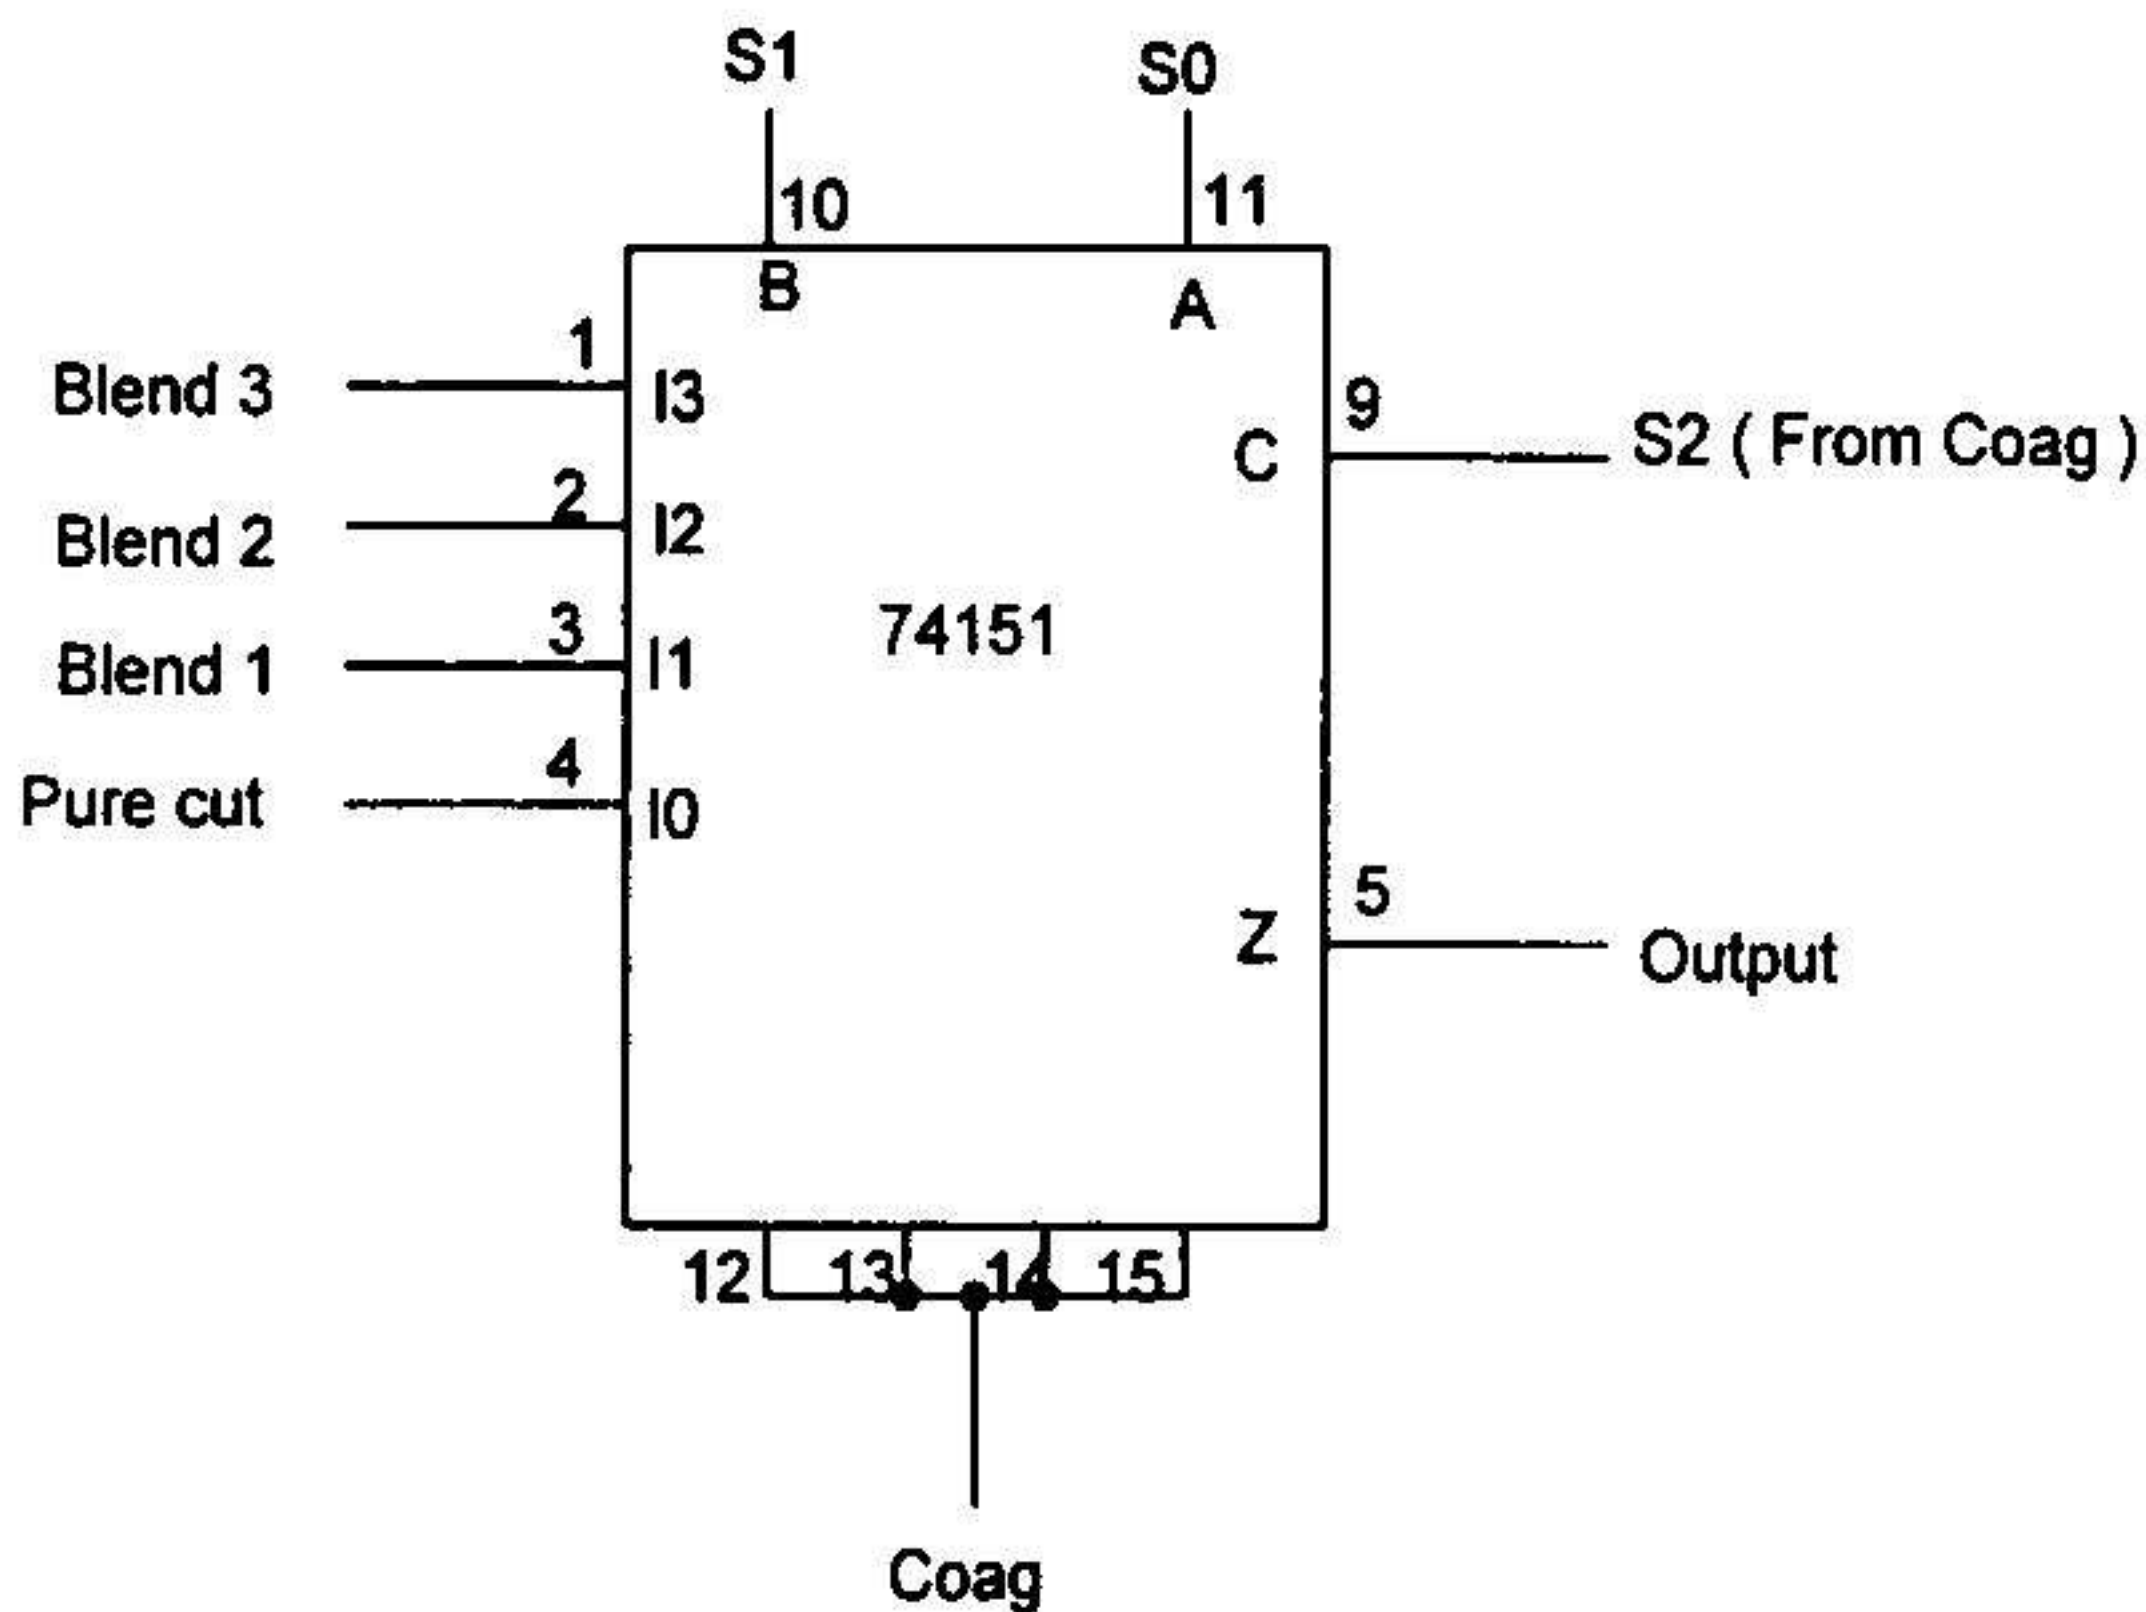 S1 S0
10 11
B A
1
Blend 3 I3
9
C S2 ( From Coag )
2
Blend 2 I2
74151
3
Blend 1 I1
4
Pure cut I0
5
Z Output
12 13 14 15
Coag